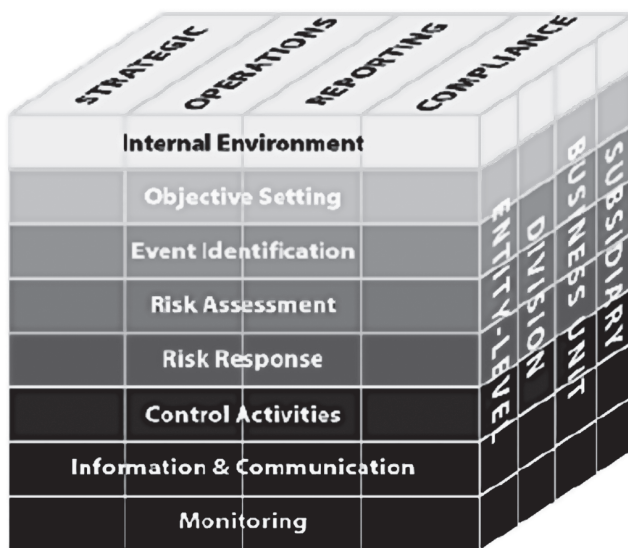 STRATEGIC
OPERATIONS
REPORTING
COMPLIANCE
Internal Environment
Objective Setting
Event Identification
Risk Assessment
Risk Response
Control Activities
Information & Communication
Monitoring
ENTITY-LEVEL
DIVISION
BUSINESS UNIT
SUBSIDIARY